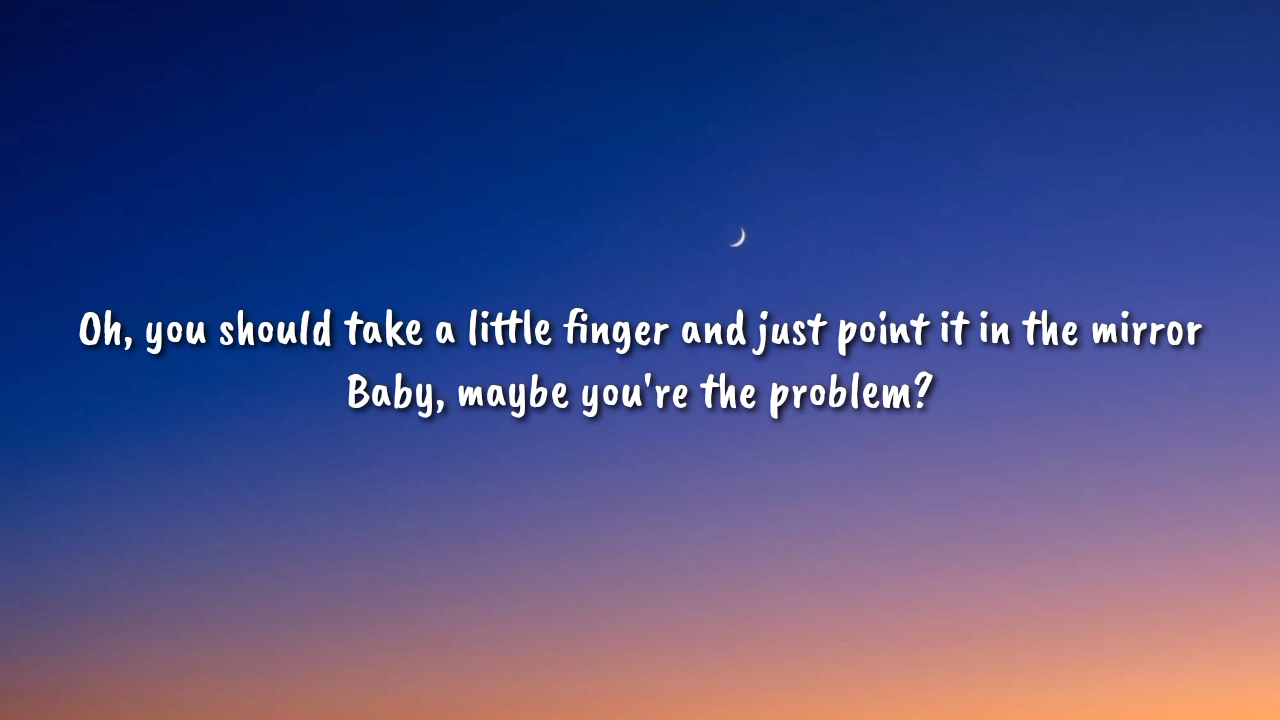 Oh, you should take a little finger and just point it in the mirror
Baby, maybe you're the problem?